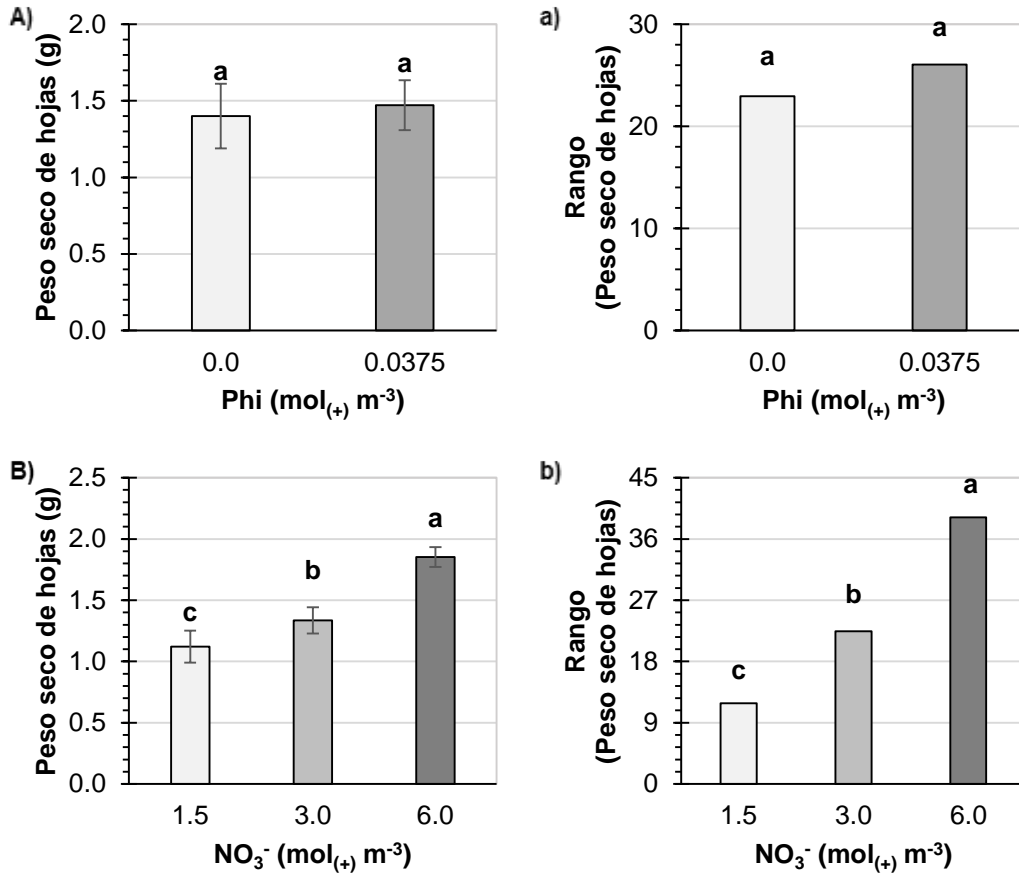 A)
Peso seco de hojas (g)
2.0
1.5
1.0
0.5
0.0
a
a
0.0
0.0375
Phi (mol(+) m-3)
a)
Rango
(Peso seco de hojas)
30
20
10
0
a
a
0.0
0.0375
Phi (mol(+) m-3)
B)
Peso seco de hojas (g)
2.5
2.0
1.5
1.0
0.5
0.0
c
b
a
1.5
3.0
6.0
NO3- (mol(+) m-3)
b)
Rango
(Peso seco de hojas)
45
36
27
18
9
0
c
b
a
1.5
3.0
6.0
NO3- (mol(+) m-3)